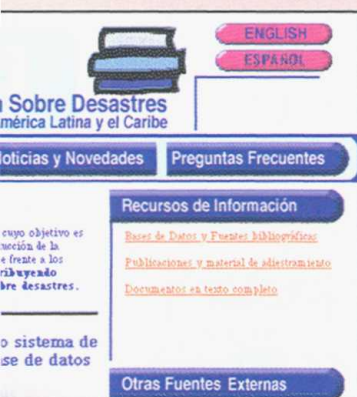 ENGLISH
ESPAÑOL
Sobre Desastres
mérica Latina y el Caribe
oticias y Novedades
Preguntas Frecuentes
Recursos de Información
cuyo objetivo es
ucción de la
e frente a los
ribuyendo
bre desastres.
Bases de Datos y Fuentes bibliográficas
Publicaciones y material de adiestramiento
Documentos en texto completo
o sistema de
se de datos
Otras Fuentes Externas